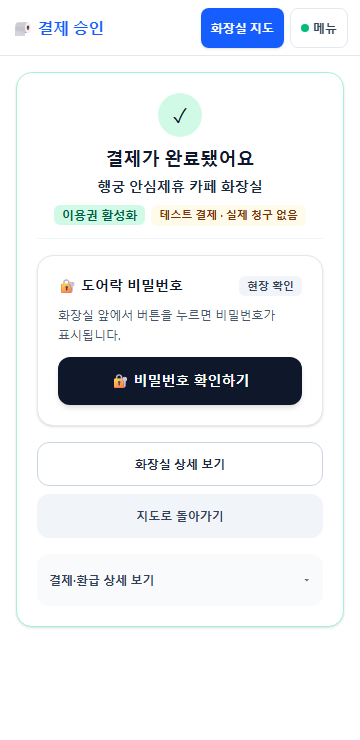 결제 승인
화장실 지도
메뉴
✓
결제가 완료됐어요
행궁 안심제휴 카페 화장실
이용권 활성화
테스트 결제 · 실제 청구 없음
🔐 도어락 비밀번호
현장 확인
화장실 앞에서 버튼을 누르면 비밀번호가
표시됩니다.
🔐 비밀번호 확인하기
화장실 상세 보기
지도로 돌아가기
결제·환급 상세 보기